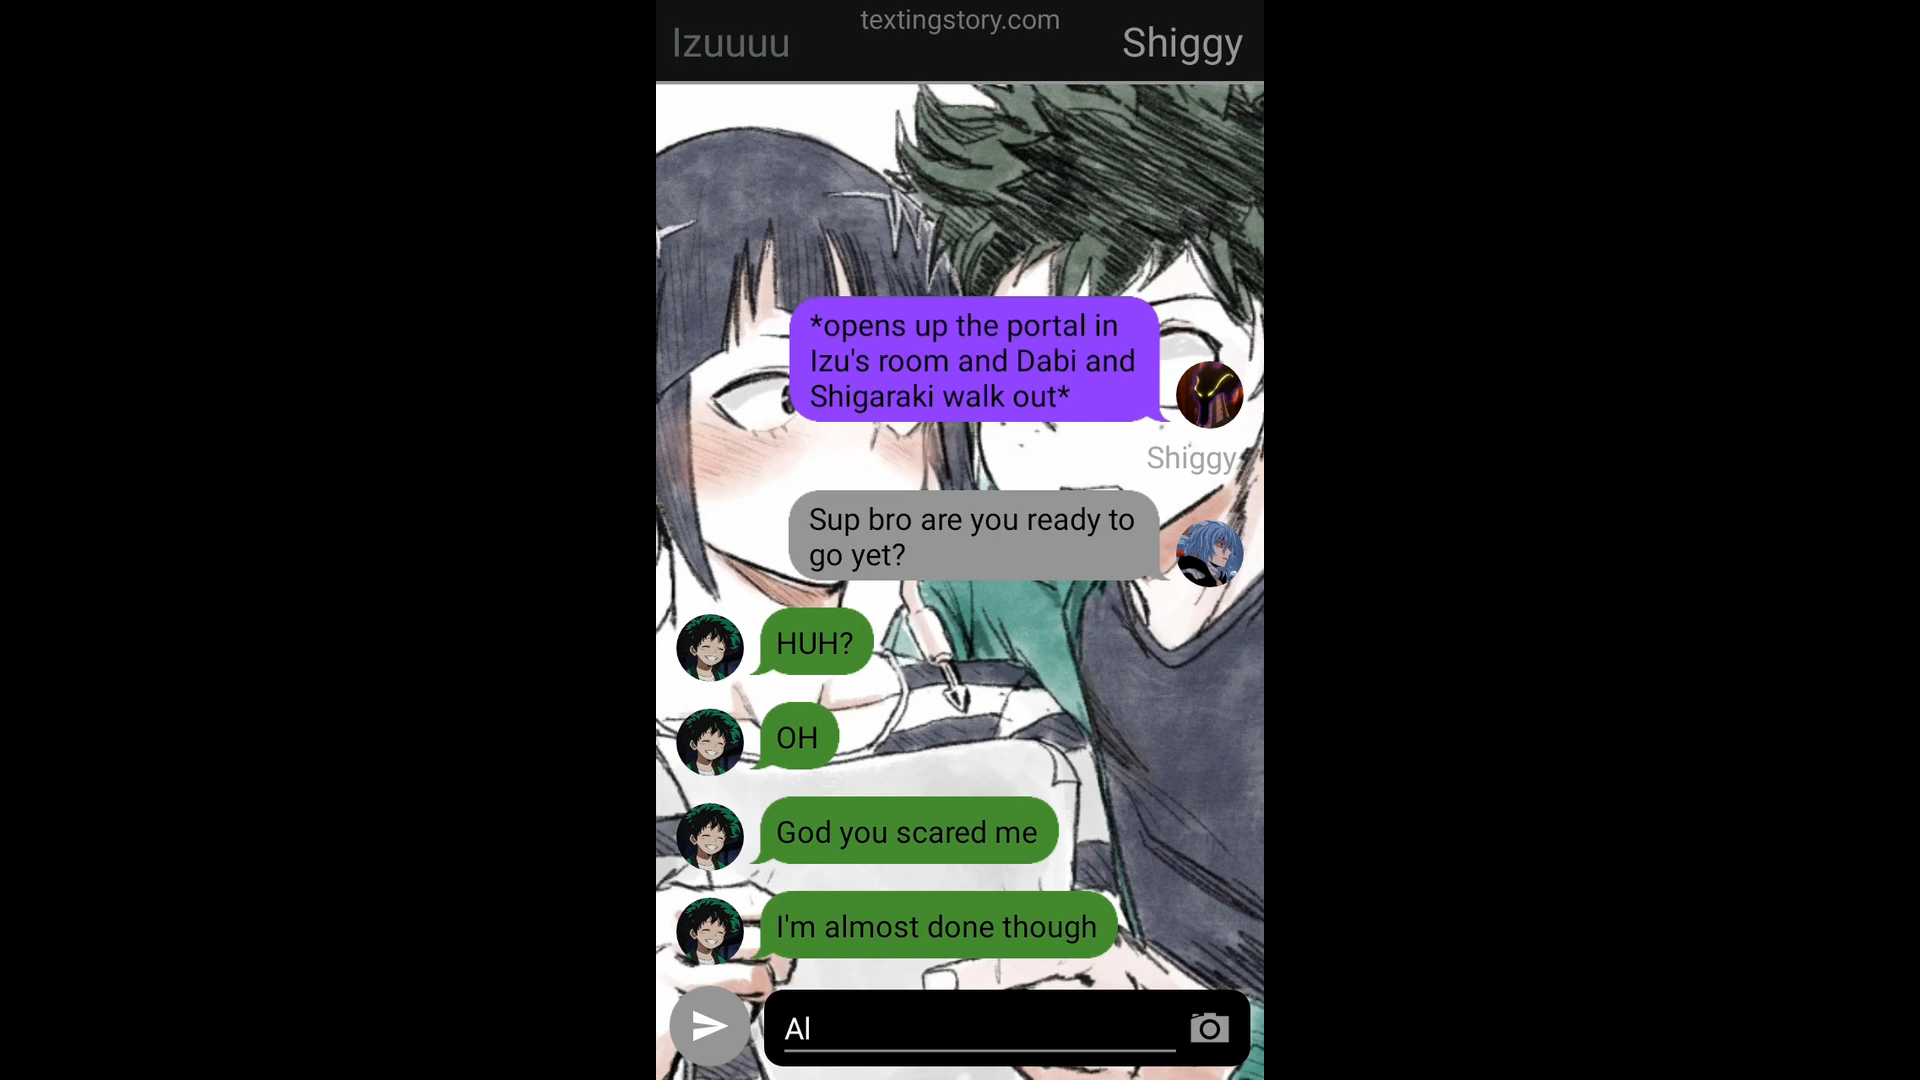 textingstory.com
Izuuuu
Shiggy
*opens up the portal in
Izu's room and Dabi and
Shigaraki walk out*
Shiggy
Sup bro are you ready to
go yet?
HUH?
OH
God you scared me
I'm almost done though
Al